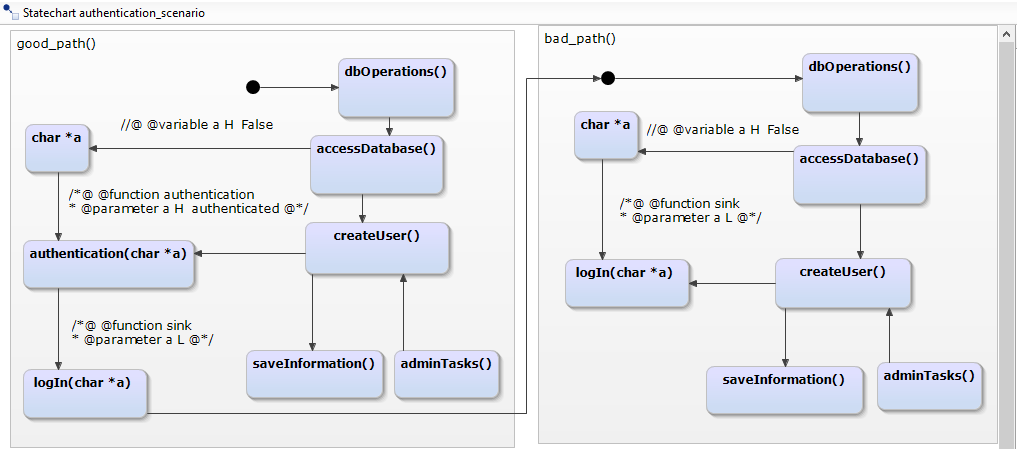 Statechart authentication_scenario
good_path()
dbOperations()
//@ @variable a H  False
char *a
accessDatabase()
/*@ @function authentication
* @parameter a H  authenticated @*/
createUser()
authentication(char *a)
/*@ @function sink
* @parameter a L @*/
saveInformation()
adminTasks()
logIn(char *a)
bad_path()
dbOperations()
char *a
//@ @variable a H  False
accessDatabase()
/*@ @function sink
* @parameter a L @*/
logIn(char *a)
createUser()
saveInformation()
adminTasks()